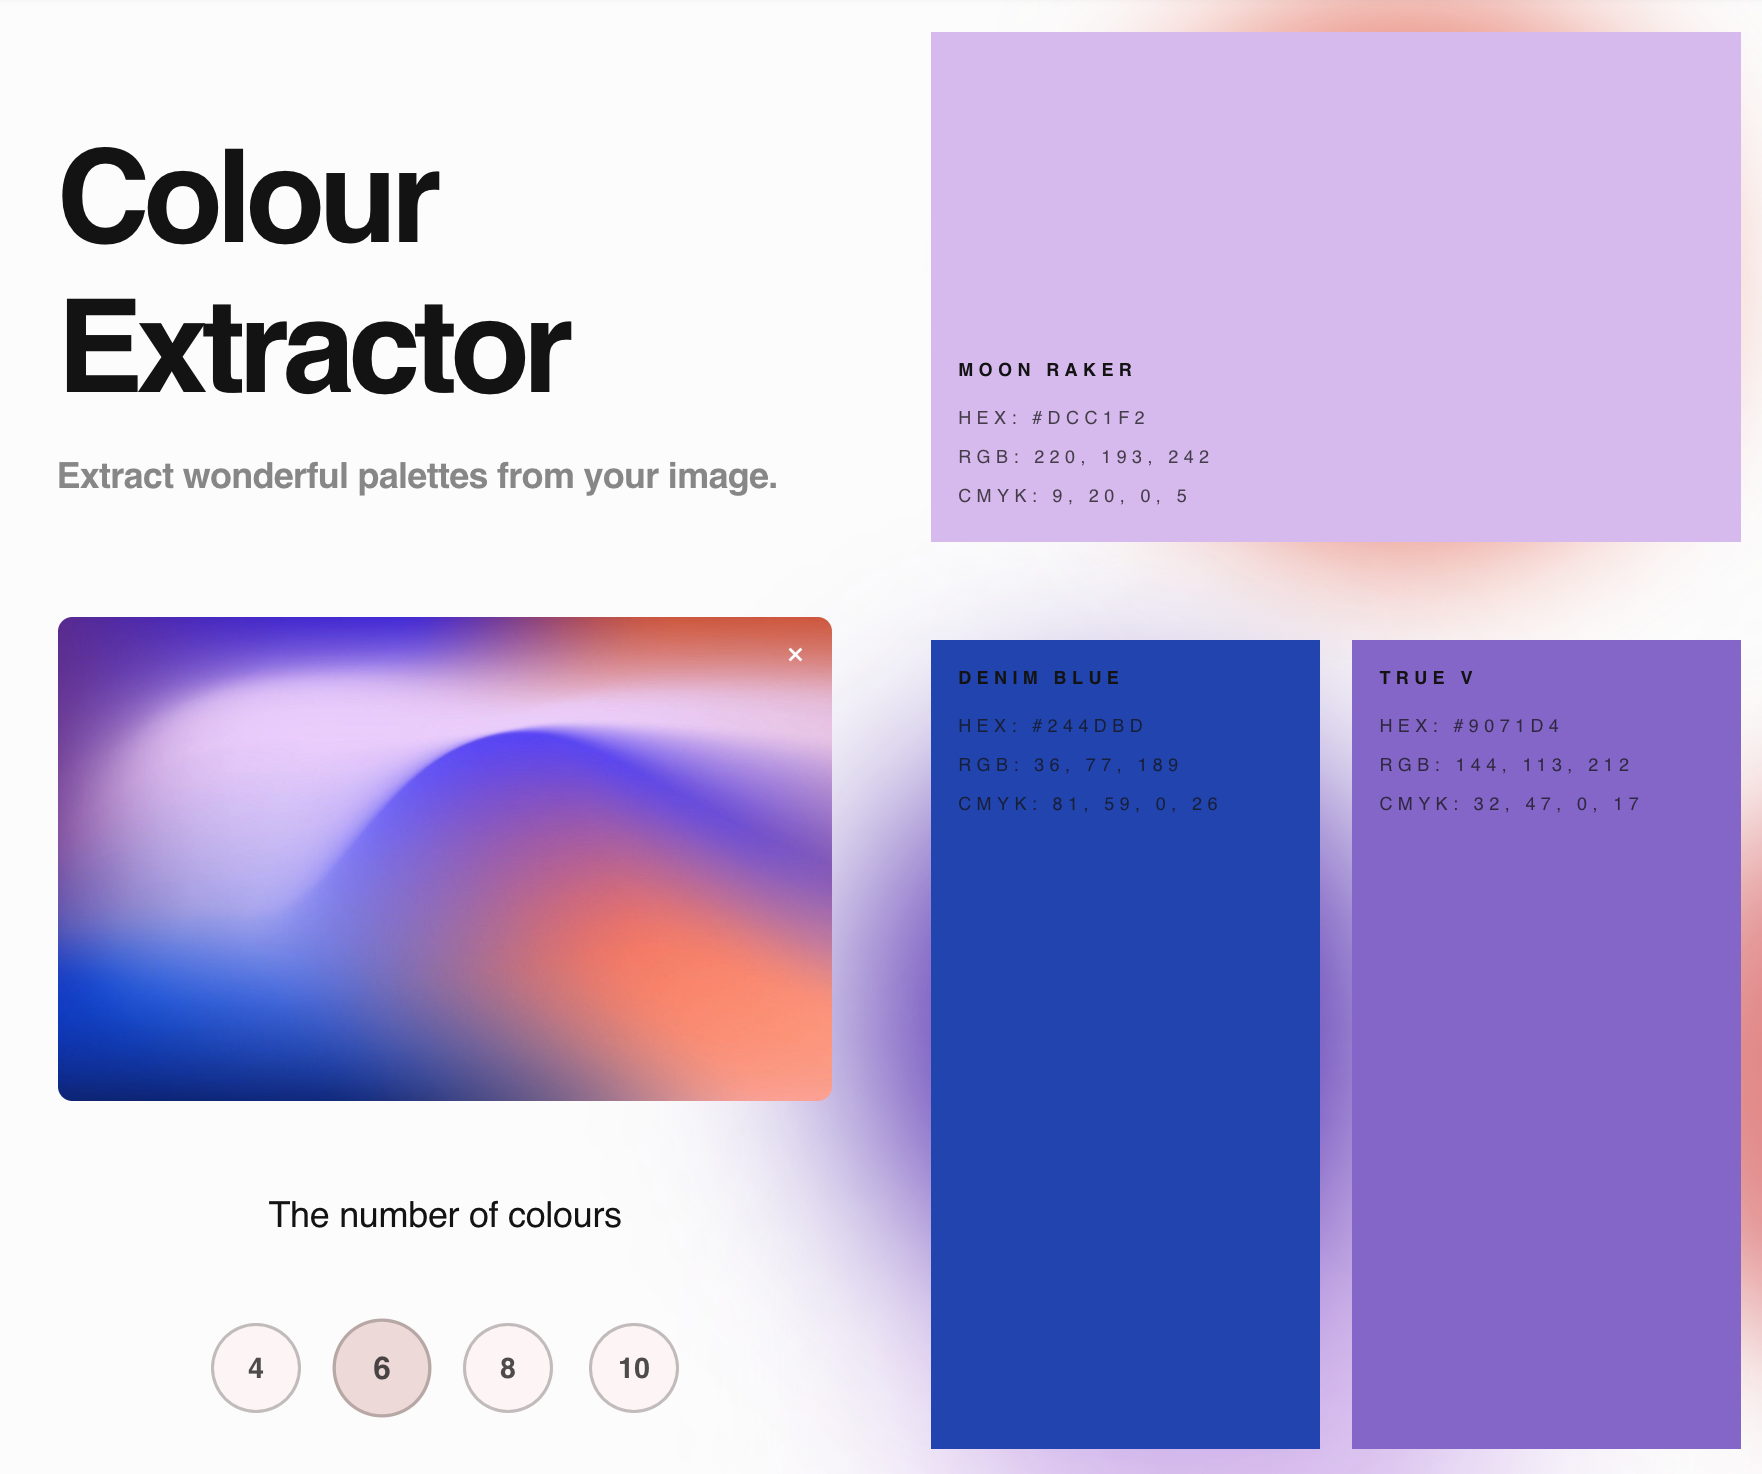 Colour
Extractor
Extract wonderful palettes from your image.
The number of colours
4 6 8 10
MOON RAKER
HEX: #DCC1F2
RGB: 220, 193, 242
CMYK: 9, 20, 0, 5
DENIM BLUE
HEX: #244DBD
RGB: 36, 77, 189
CMYK: 81, 59, 0, 26
TRUE V
HEX: #9071D4
RGB: 144, 113, 212
CMYK: 32, 47, 0, 17